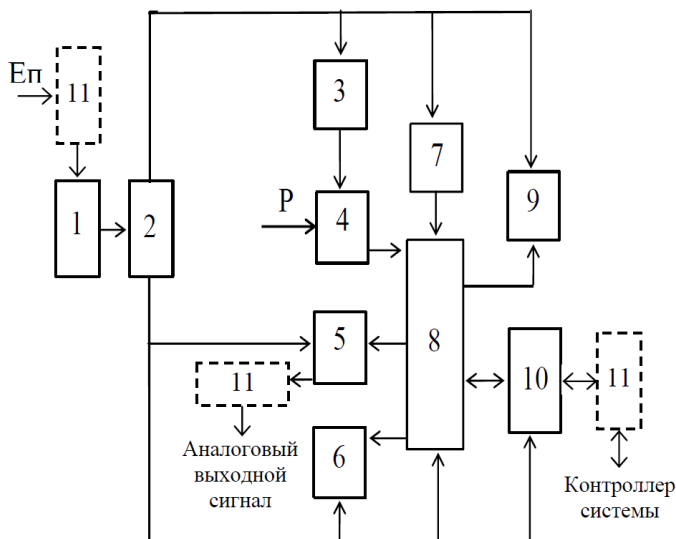 Еп
11
3
7
1
2
P
4
9
5
8
10
11
11
6
Аналоговый
выходной
сигнал
Контроллер
системы